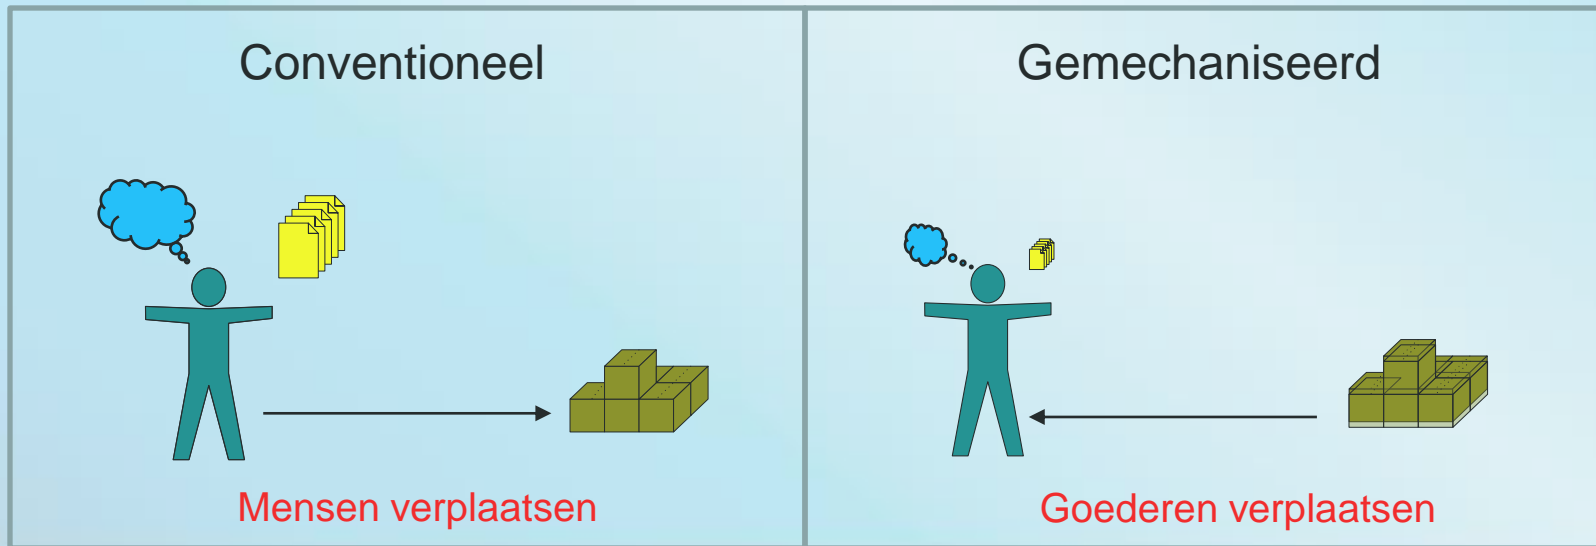 Conventioneel
Gemechaniseerd
Mensen verplaatsen
Goederen verplaatsen